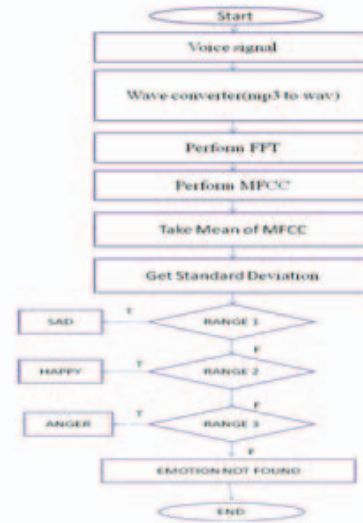 Start
Voice signal
Wave converter(mp3 to wav)
Perform FFT
Perform MFCC
Take Mean of MFCC
Get Standard Deviation
SAD
T
RANGE 1
F
HAPPY
T
RANGE 2
F
ANGER
T
RANGE 3
F
EMOTION NOT FOUND
END